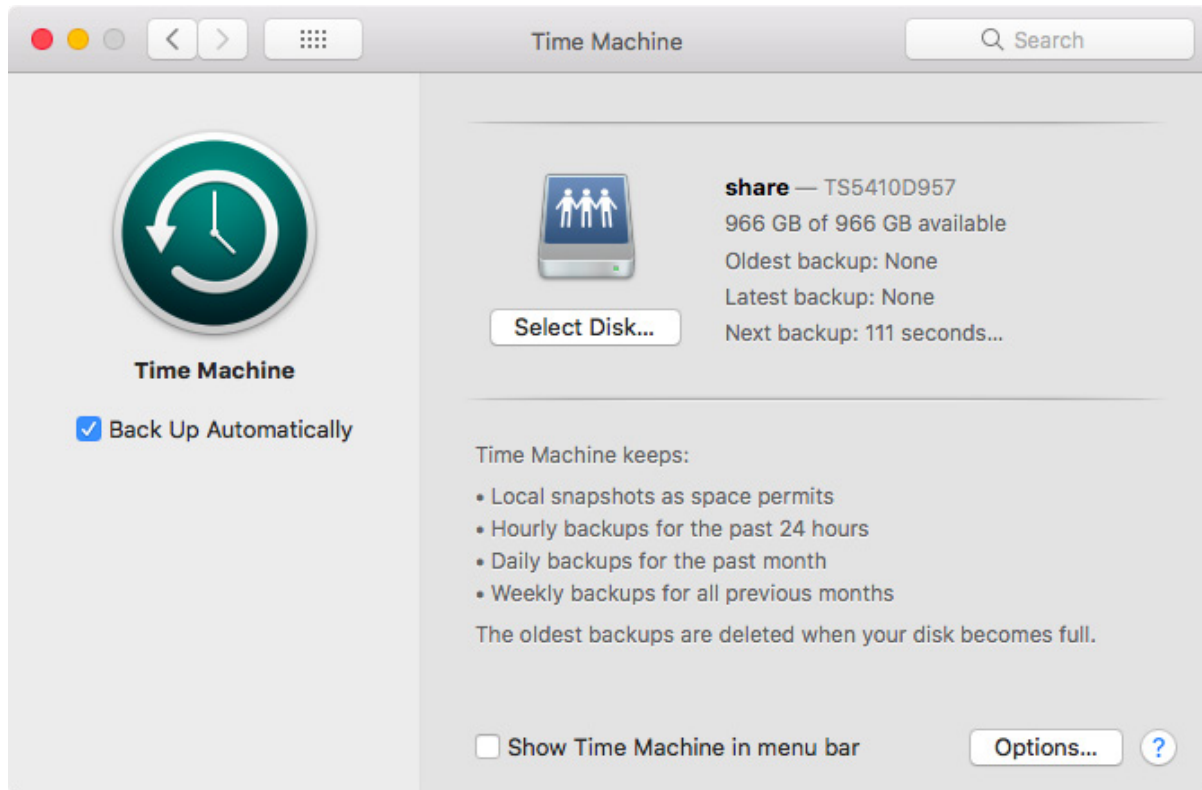 Time Machine
Search
share — TS5410D957
966 GB of 966 GB available
Oldest backup: None
Latest backup: None
Select Disk...
Next backup: 111 seconds...
Time Machine
Back Up Automatically
Time Machine keeps:
• Local snapshots as space permits
• Hourly backups for the past 24 hours
• Daily backups for the past month
• Weekly backups for all previous months
The oldest backups are deleted when your disk becomes full.
Show Time Machine in menu bar
Options...
?